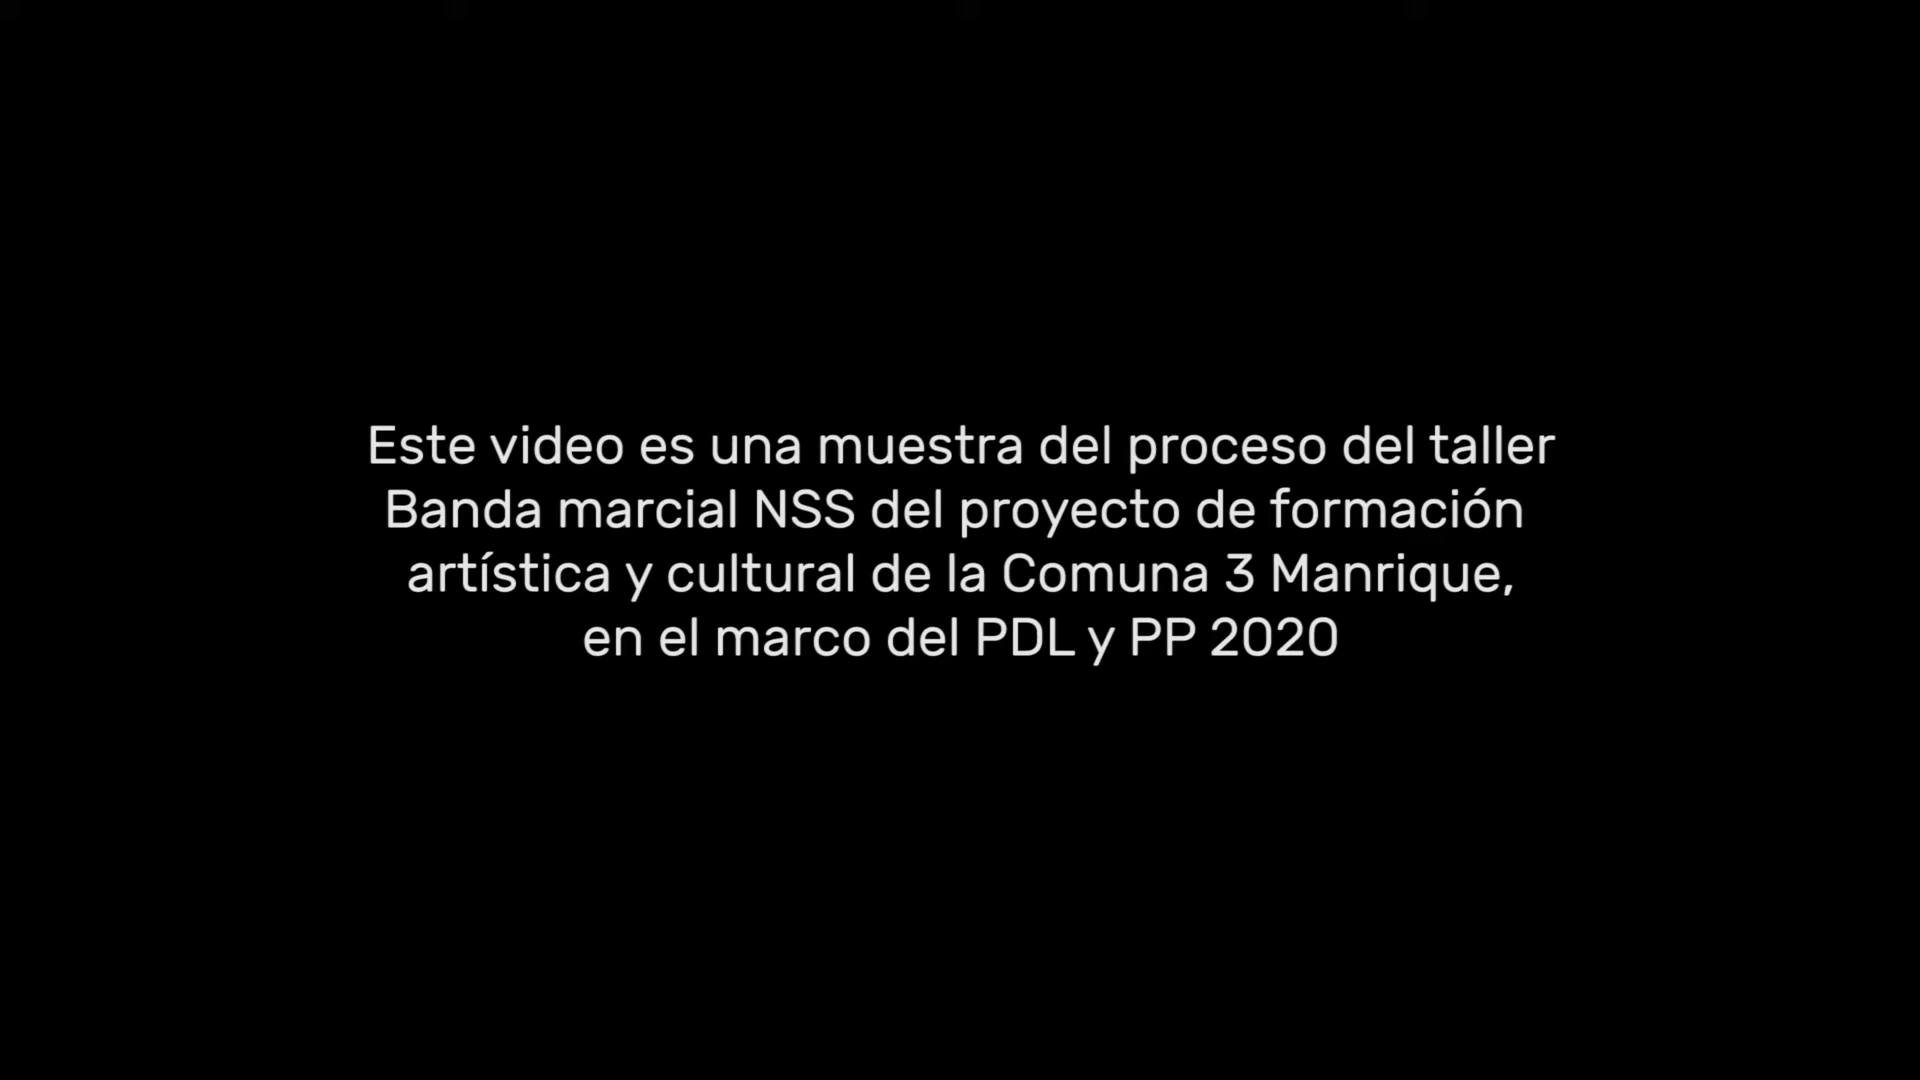 Este video es una muestra del proceso del taller
Banda marcial NSS del proyecto de formación
artística y cultural de la Comuna 3 Manrique,
en el marco del PDL y PP 2020